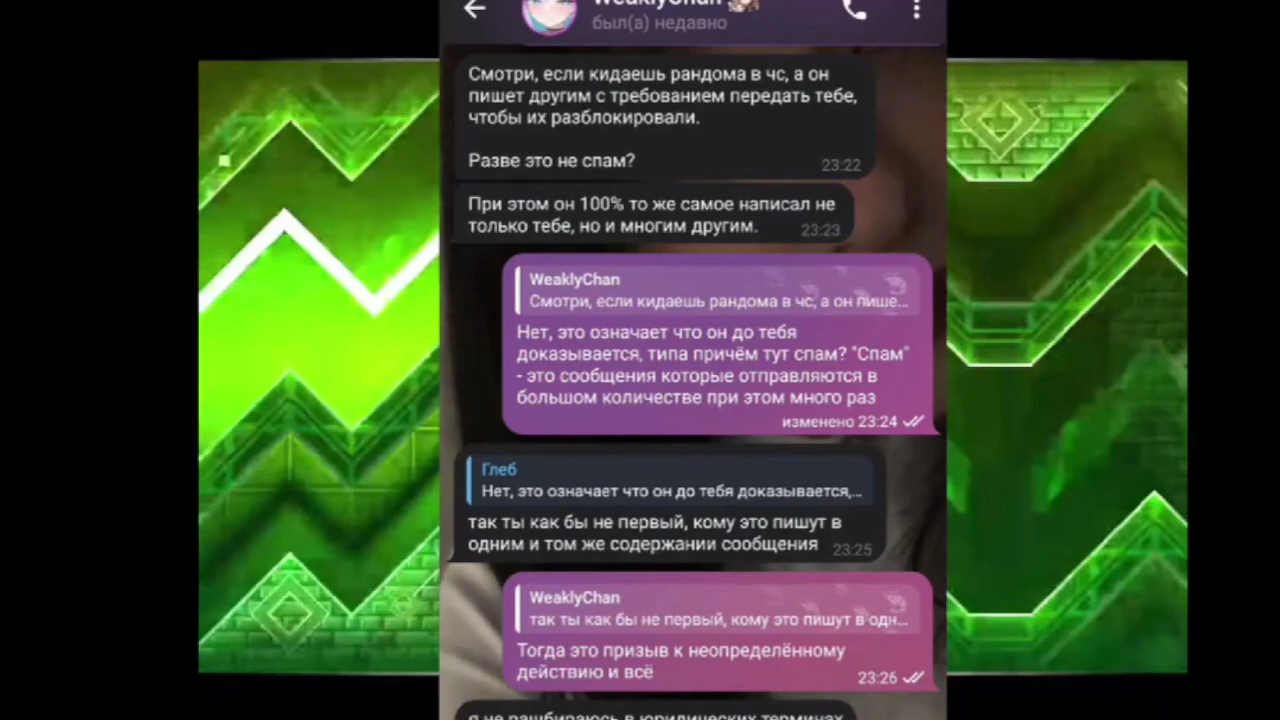 WeaklyChan
был(а) недавно
Смотри, если кидаешь рандома в чс, а он
пишет другим с требованием передать тебе,
чтобы их разблокировали.
Разве это не спам?
23:22
При этом он 100% то же самое написал не
только тебе, но и многим другим.
23:23
WeaklyChan
Смотри, если кидаешь рандома в чс, а он пише...
Нет, это означает что он до тебя
доказывается, типа причём тут спам? "Спам"
- это сообщения которые отправляются в
большом количестве при этом много раз
изменено 23:24
Глеб
Нет, это означает что он до тебя доказывается,...
так ты как бы не первый, кому это пишут в
одним и том же содержании сообщения
23:25
WeaklyChan
так ты как бы не первый, кому это пишут в одн...
Тогда это призыв к неопределённому
действию и всё
23:26
я не рашбираюсь в юридических терминах